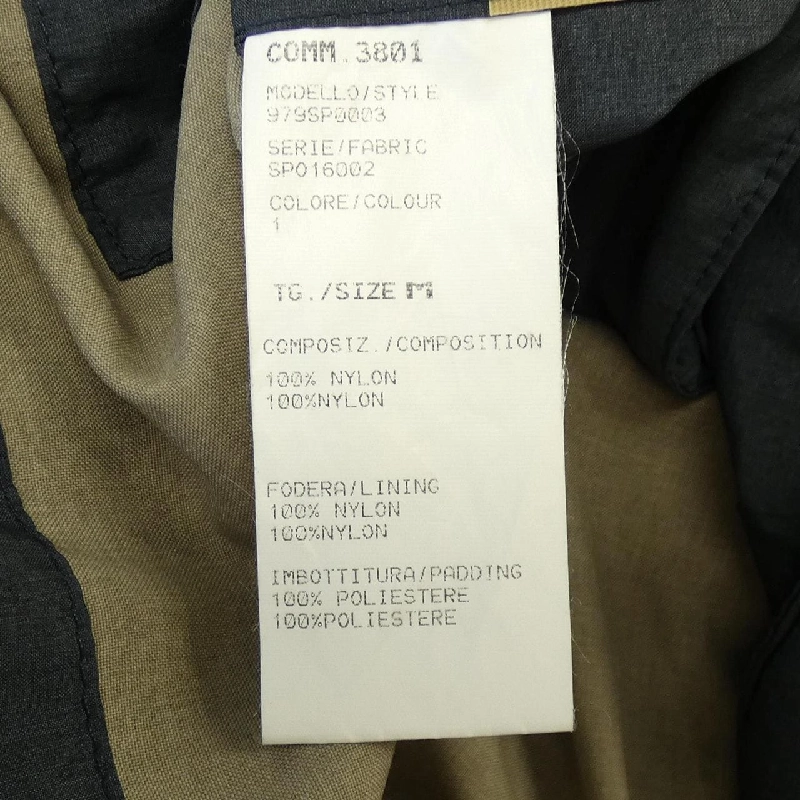 COMM.3801
MODELLO/STYLE
979SP0003
SERIE/FABRIC
SP016002
COLORE/COLOUR
1
TG./SIZE M
COMPOSIZ./COMPOSITION
100% NYLON
100%NYLON
FODERA/LINING
100% NYLON
100%NYLON
IMBOTTITURA/PADDING
100% POLIESTERE
100%POLIESTERE